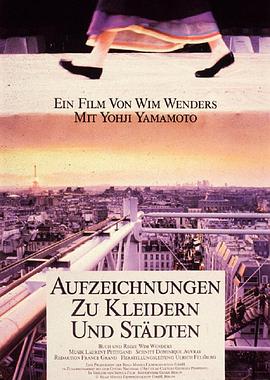 EIN FILM VON WIM WENDERS
MIT YOHJI YAMAMOTO
AUFZEICHNUNGEN
ZU KLEIDERN
UND STÄDTEN
BUCH UND REGIE WIM WENDERS
MUSIK LAURENT PETITGAND SCHNITT DOMINIQUE AUVRAY
REDAKTION FRANCE GRAND HERSTELLUNGSLEITUNG ULRICH FELSBERG